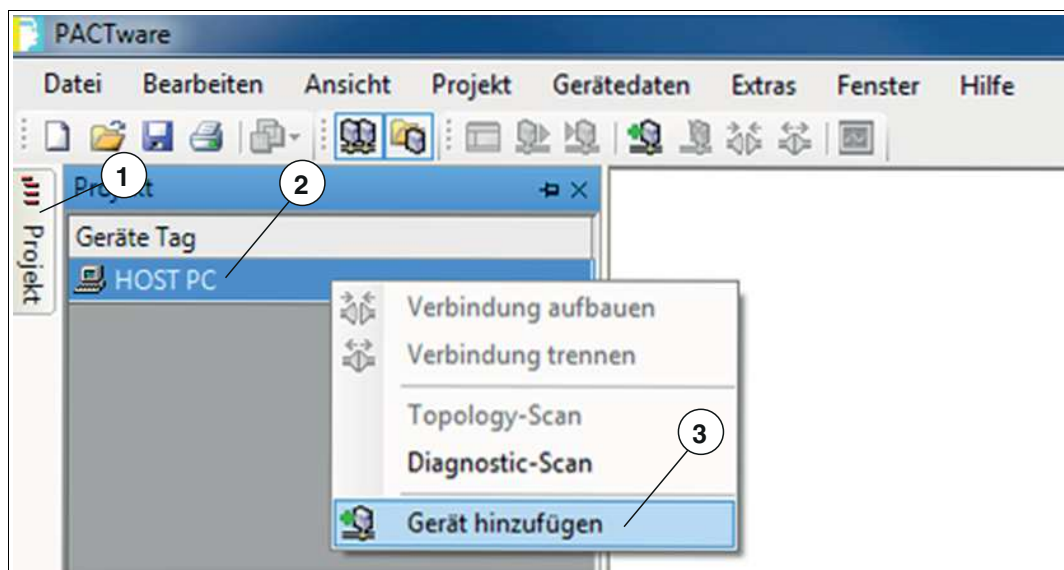 PACTware
Datei Bearbeiten Ansicht Projekt Gerätedaten Extras Fenster Hilfe
1
2
Projekt
Projekt
Geräte Tag
HOST PC
Verbindung aufbauen
Verbindung trennen
Topology-Scan
3
Diagnostic-Scan
Gerät hinzufügen